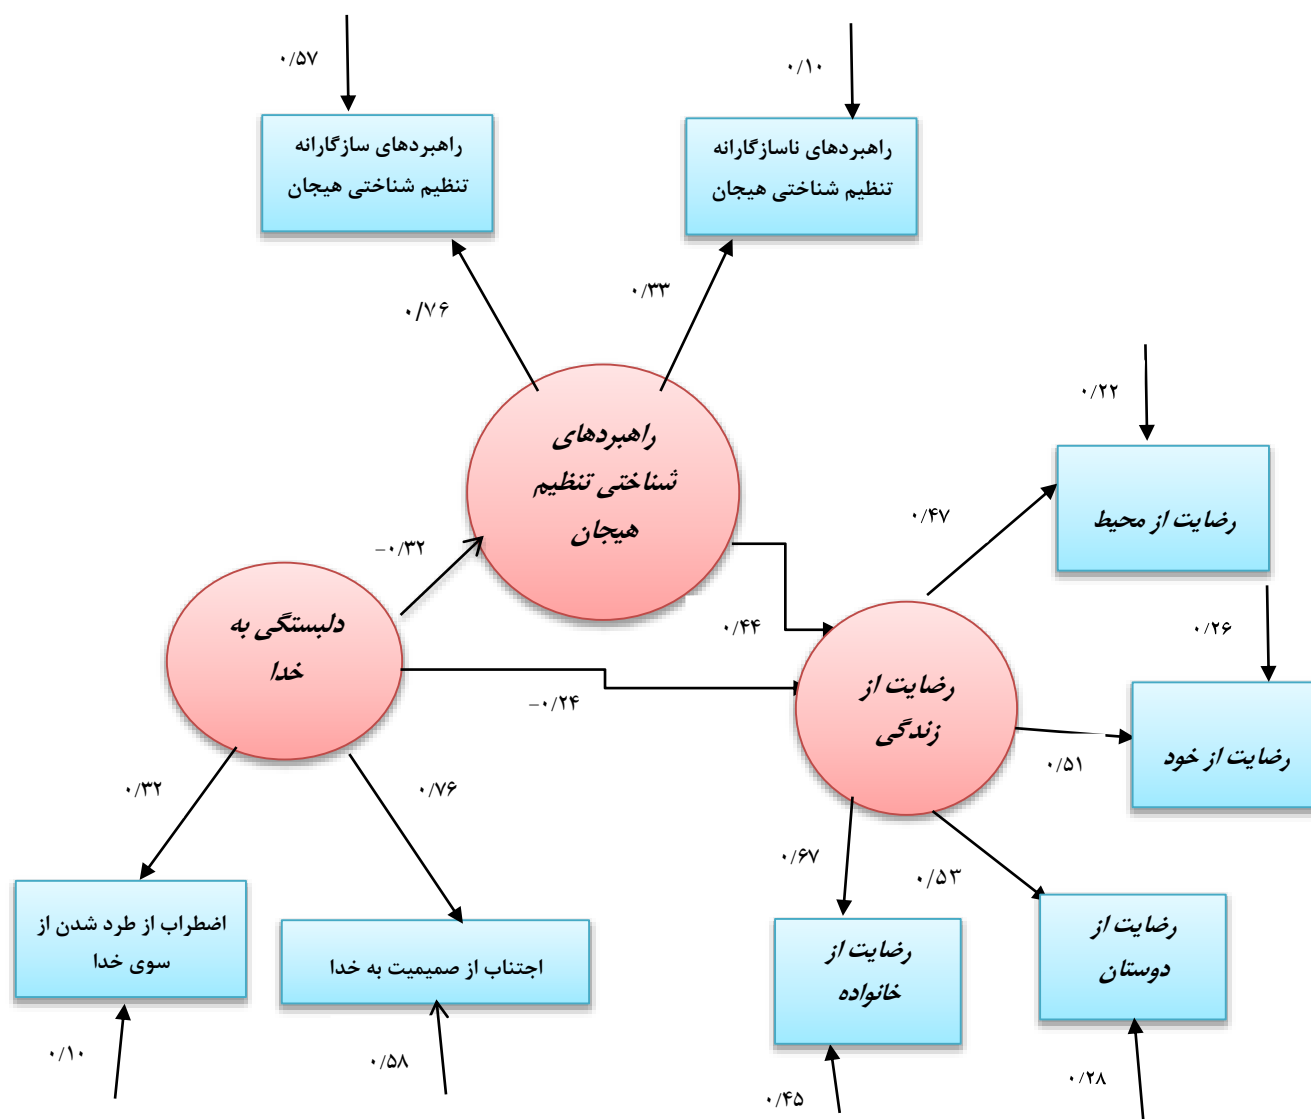 ۰/۵۷
۰/۱۰
راهبردهای سازگارانه
تنظیم شناختی هیجان
راهبردهای ناسازگارانه
تنظیم شناختی هیجان
۰/۷۶
۰/۳۳
راهبردهای
شناختی تنظیم
هیجان
۰/۲۲
رضایت از محیط
۰/۴۷
−۰/۳۲
۰/۴۴
۰/۲۶
دلبستگی به
خدا
−۰/۲۴
رضایت از
زندگی
۰/۵۱
رضایت از خود
۰/۳۲
۰/۷۶
۰/۶۷
۰/۵۳
اضطراب از طرد شدن از
سوی خدا
اجتناب از صمیمیت به خدا
رضایت از
خانواده
رضایت از
دوستان
۰/۱۰
۰/۵۸
۰/۴۵
۰/۲۸